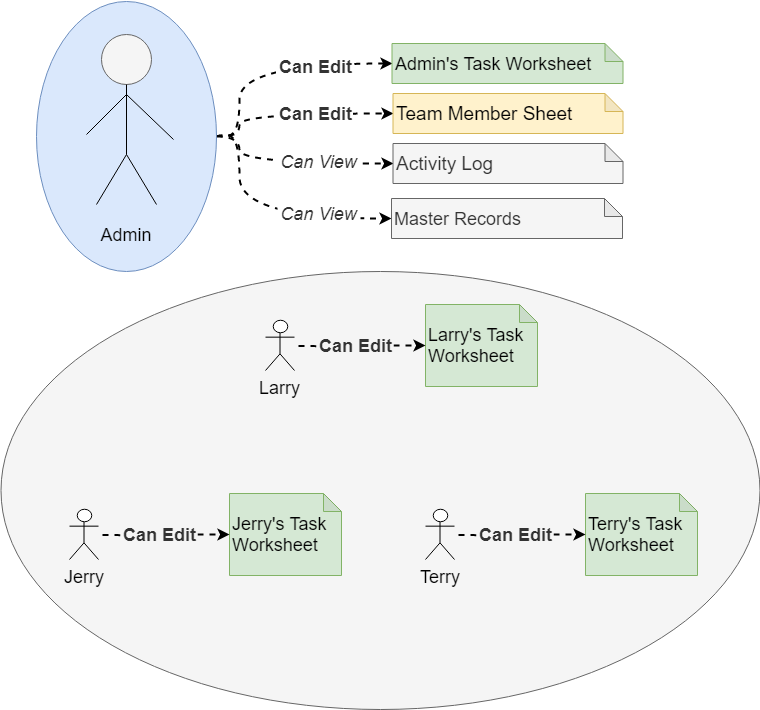 Can Edit
Admin's Task Worksheet
Can Edit
Team Member Sheet
Can View
Activity Log
Can View
Master Records
Admin
Can Edit
Larry's Task
Worksheet
Larry
Can Edit
Jerry's Task
Worksheet
Jerry
Can Edit
Terry's Task
Worksheet
Terry